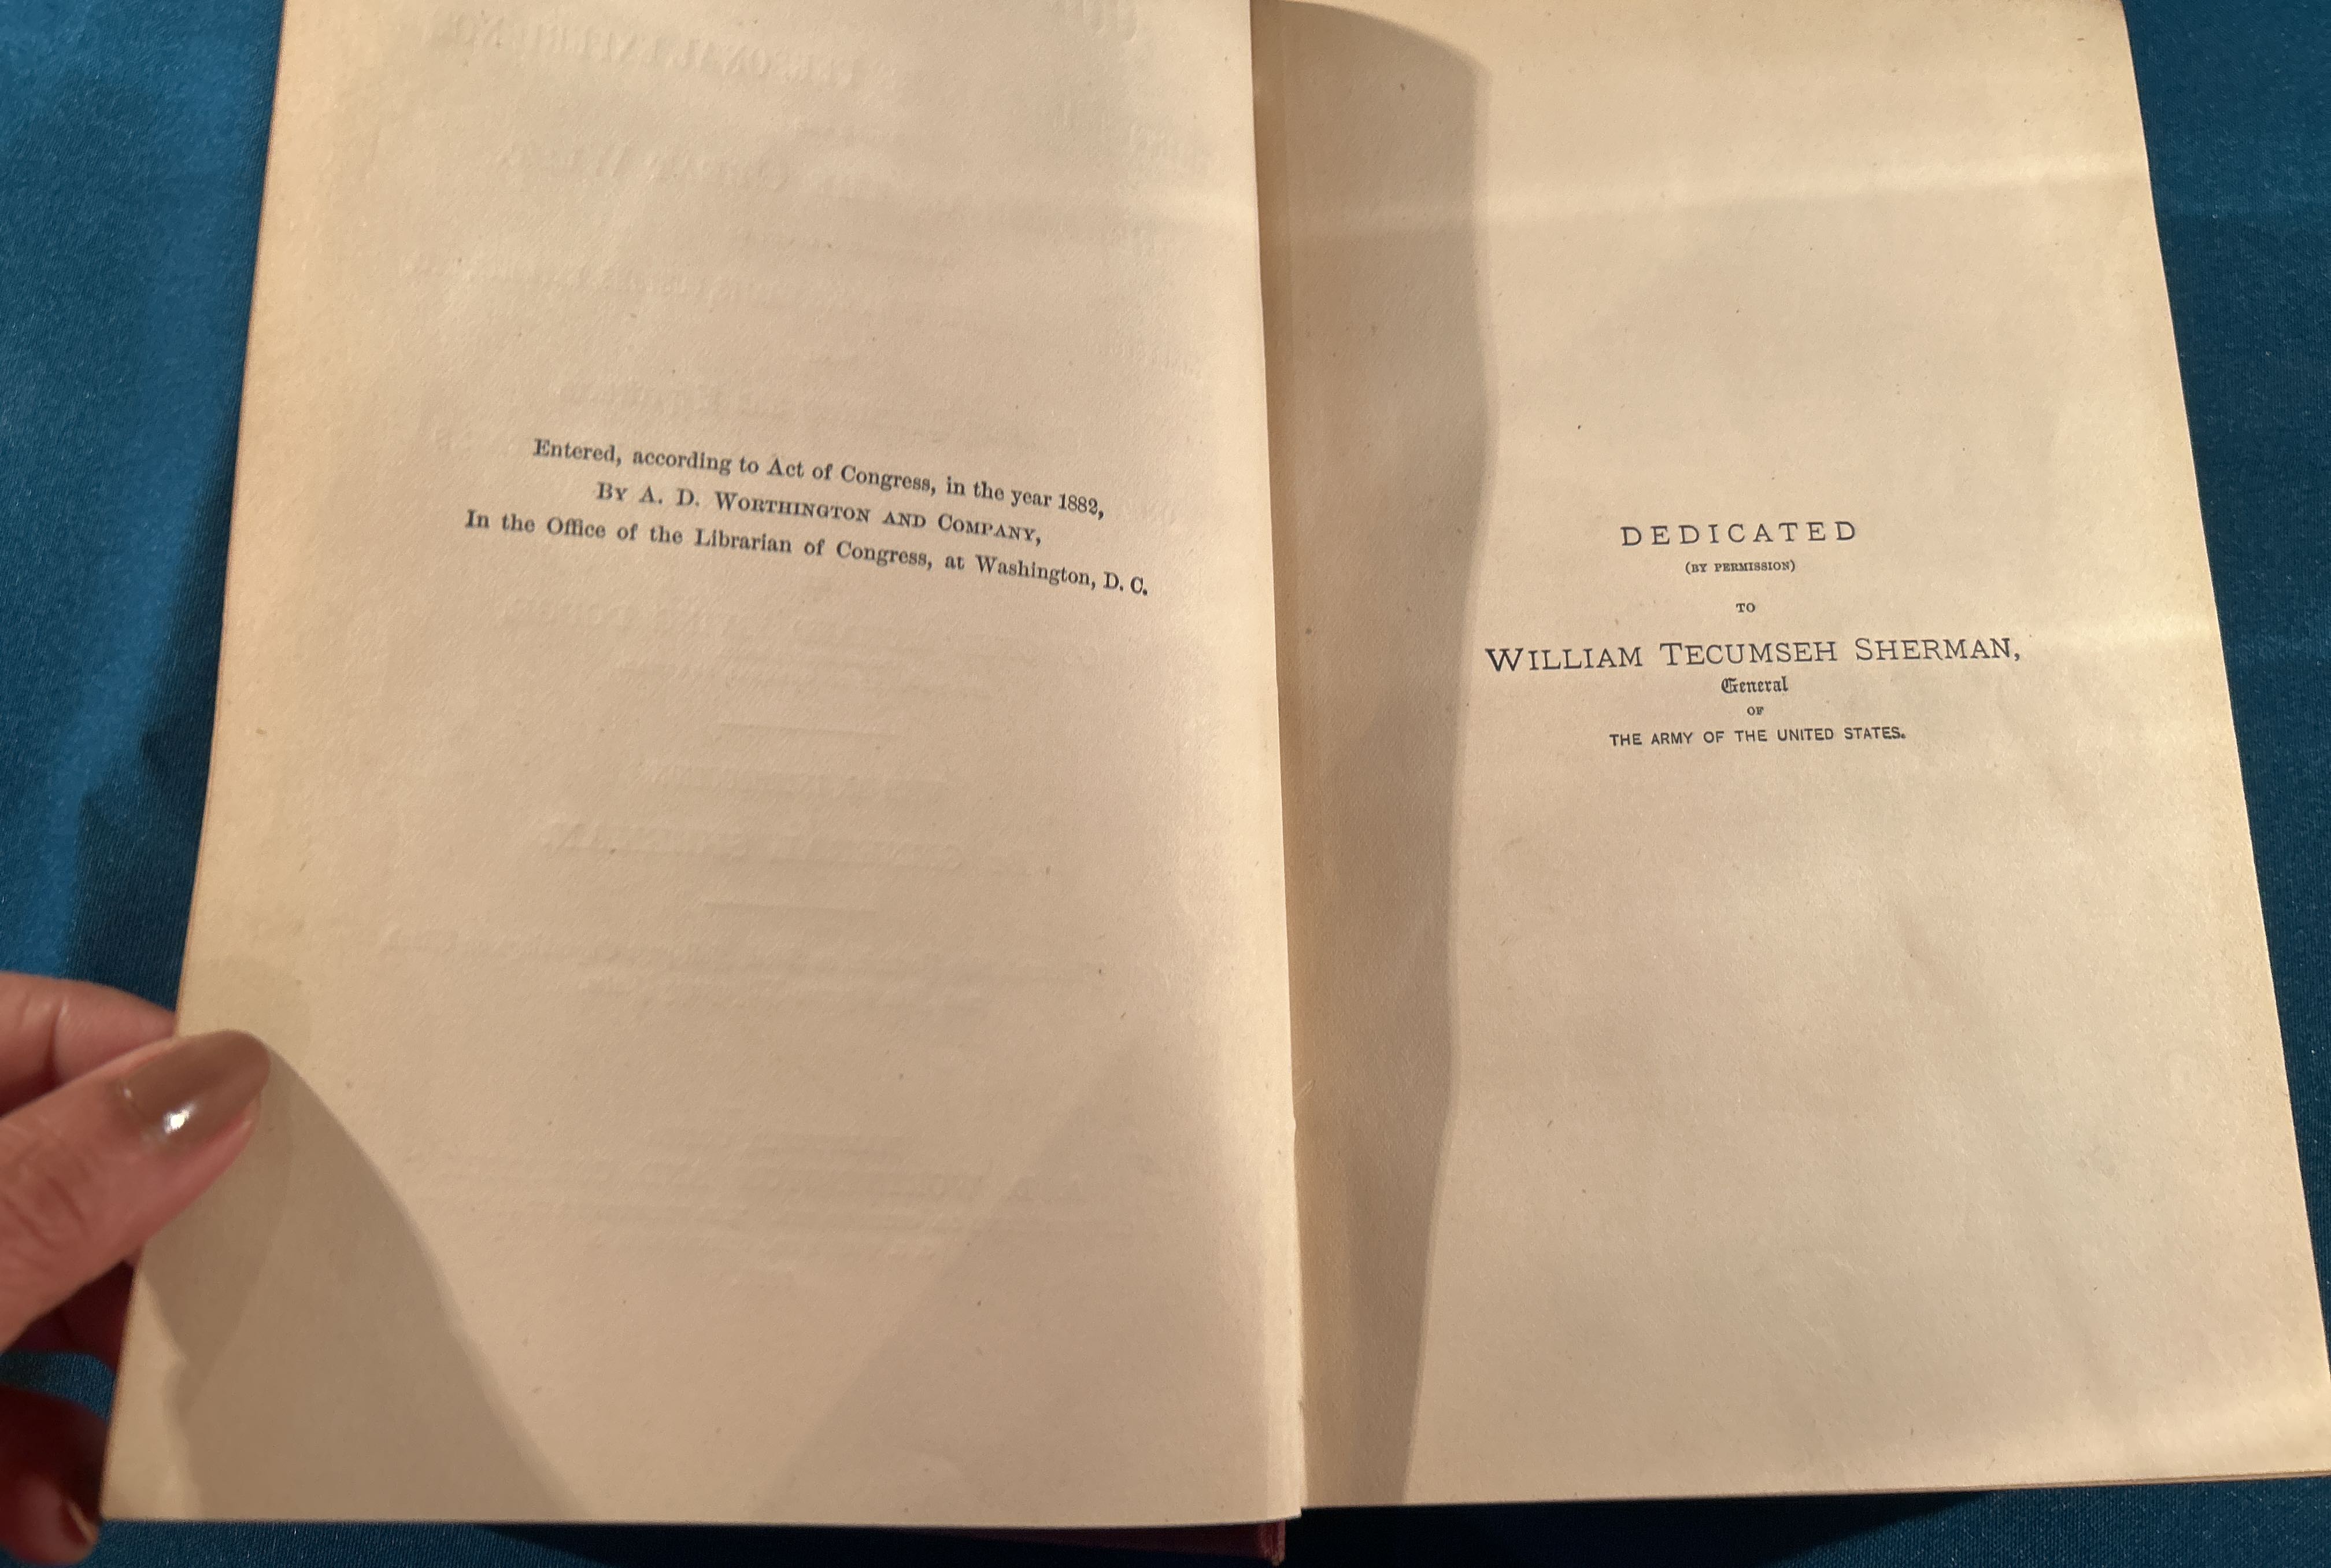 Entered, according to Act of Congress, in the year 1882,
BY A. D. WORTHINGTON AND COMPANY,
In the Office of the Librarian of Congress, at Washington, D. C.
DEDICATED
(BY PERMISSION)
TO
WILLIAM TECUMSEH SHERMAN,
General
OF
THE ARMY OF THE UNITED STATES.